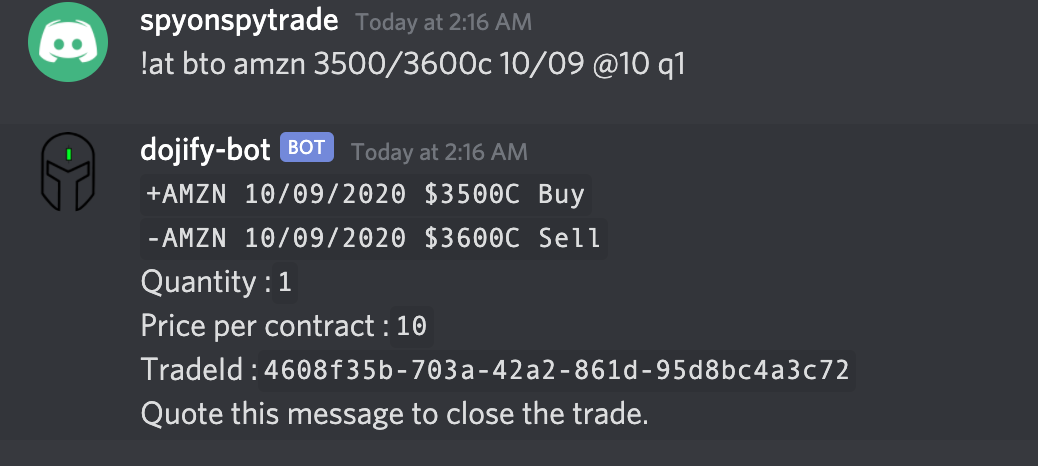 spyonspytrade Today at 2:16 AM
!at bto amzn 3500/3600c 10/09 @10 q1
dojify-bot BOT Today at 2:16 AM
+AMZN 10/09/2020 $3500C Buy
-AMZN 10/09/2020 $3600C Sell
Quantity : 1
Price per contract : 10
TradeId : 4608f35b-703a-42a2-861d-95d8bc4a3c72
Quote this message to close the trade.